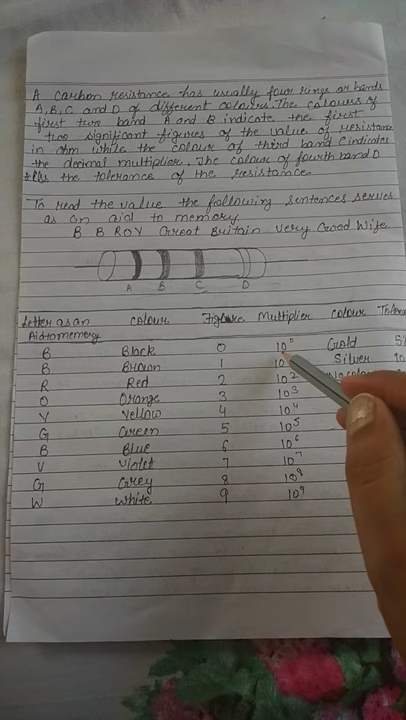 A carbon resistance has usually four rings or bands
A, B, C and D of different colours. The colours of
first two band A and B indicate the first
two significant figures of the value of resistance
in ohm while the colour of third band C indicates
the decimal multiplier. The colour of fourth band D
tells the tolerance of the resistance.
To read the value the following sentences serves
as an aid to memory
B B ROY Great Britain Very Good Wife
A B C D
Letter as an Aid to memory Colour Figure Multiplier Colour
B Black 0 10⁰ Gold
B Brown 1 Silver
R Red 2 10²
O Orange 3 10³
Y Yellow 4 10⁴
G Green 5 10⁵
B Blue 6 10⁶
V Violet 7 10⁷
G Grey 8 10⁸
W White 9 10⁹